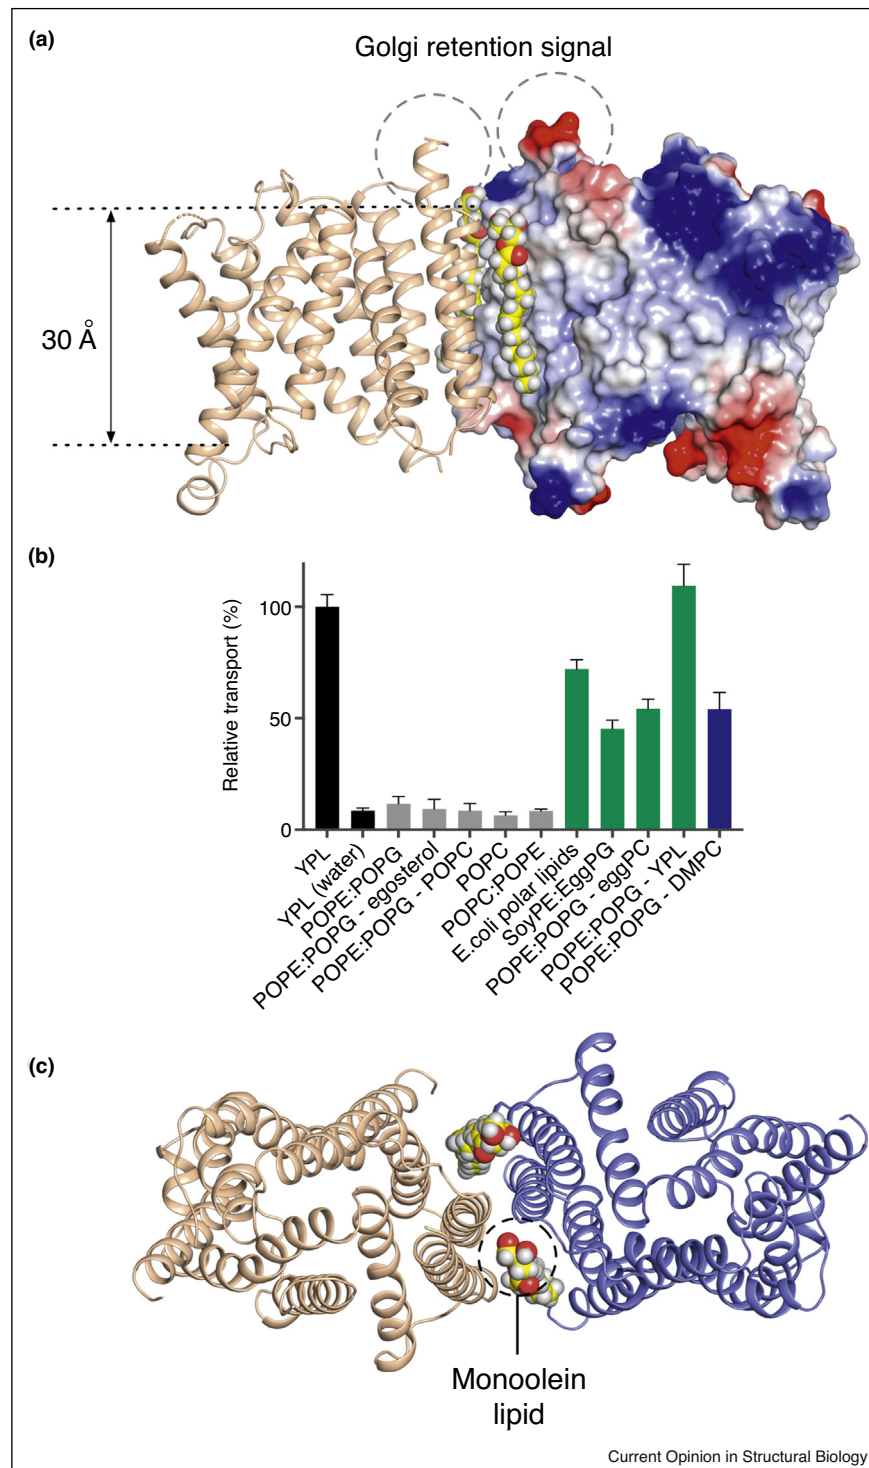 (a)
Golgi retention signal
30 Å
(b)
Relative transport (%)
100
50
0
YPL
YPL (water)
POPE:POPG
POPE:POPG - egosterol
POPE:POPG - POPC
POPC
POPC:POPE
E.coli polar lipids
SoyPE:EggPG
POPE:POPG - eggPC
POPE:POPG - YPL
POPE:POPG - DMPC
(c)
Monoolein
lipid
Current Opinion in Structural Biology